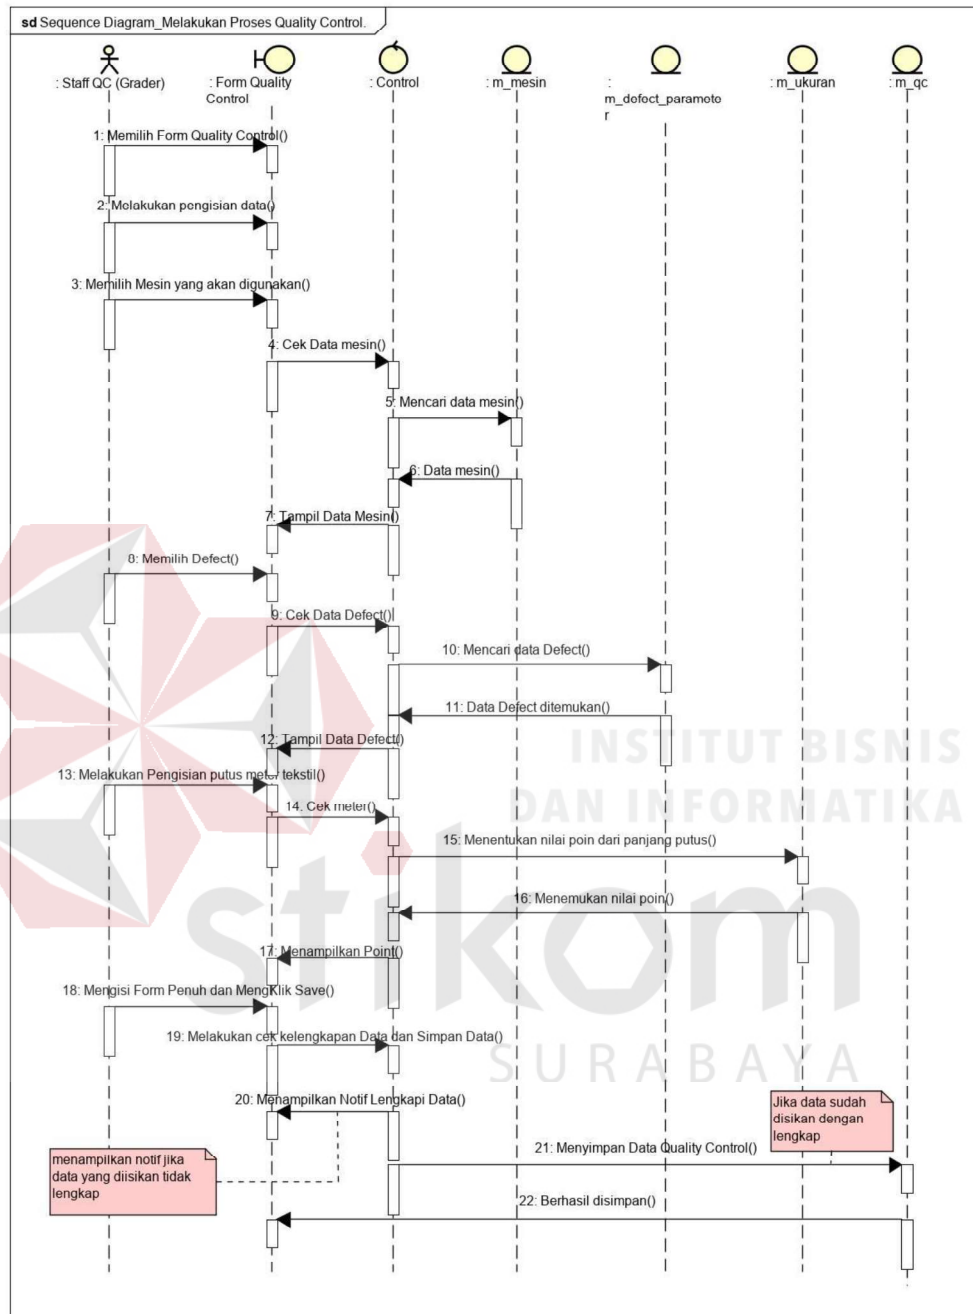 sd Sequence Diagram_Melakukan Proses Quality Control.
: Staff QC (Grader)
: Form Quality
Control
: Control
: m_mesin
:
m_defect_paramete
r
: m_ukuran
: m_qc
1: Memilih Form Quality Control()
2: Melakukan pengisian data()
3: Memilih Mesin yang akan digunakan()
4: Cek Data mesin()
5: Mencari data mesin()
6: Data mesin()
7: Tampil Data Mesin()
8: Memilih Defect()
9: Cek Data Defect()
10: Mencari data Defect()
11: Data Defect ditemukan()
12: Tampil Data Defect()
13: Melakukan Pengisian putus meter tekstil()
14: Cek meter()
15: Menentukan nilai poin dari panjang putus()
16: Menemukan nilai poin()
17: Menampilkan Point()
18: Mengisi Form Penuh dan MengKlik Save()
19: Melakukan cek kelengkapan Data dan Simpan Data()
20: Menampilkan Notif Lengkapi Data()
Jika data sudah
disikan dengan
lengkap
21: Menyimpan Data Quality Control()
menampilkan notif jika
data yang diisikan tidak
lengkap
22: Berhasil disimpan()
INSTITUT BISNIS
DAN INFORMATIKA
stikom
SURABAYA